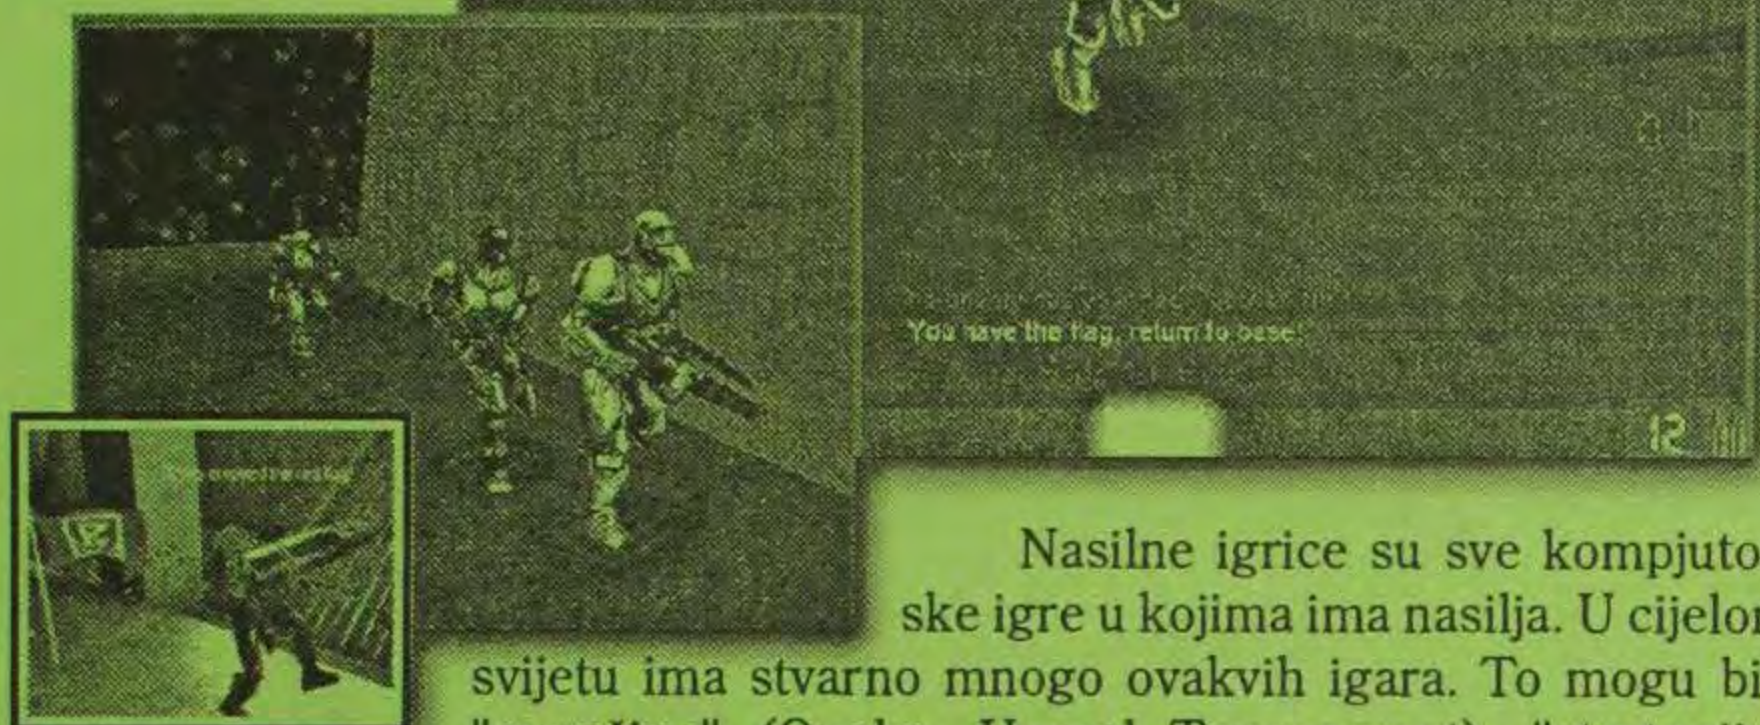 You have the flag, return to base!
12
Nasilne igrice su sve kompjuto
ske igre u kojima ima nasilja. U cijelo
svijetu ima stvarno mnogo ovakvih igara. To mogu bi